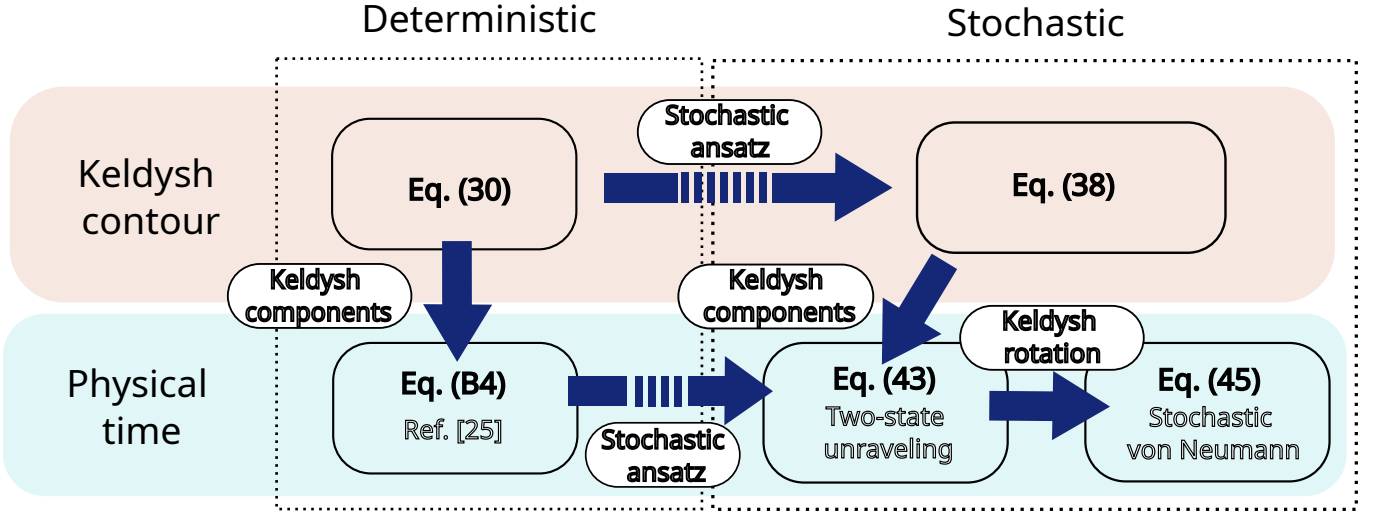 Deterministic
Stochastic
Keldysh
contour
Eq. (30)
Stochastic
ansatz
Eq. (38)
Keldysh
components
Keldysh
components
Keldysh
rotation
Physical
time
Eq. (B4)
Ref. [25]
Stochastic
ansatz
Eq. (43)
Two-state
unraveling
Eq. (45)
Stochastic
von Neumann